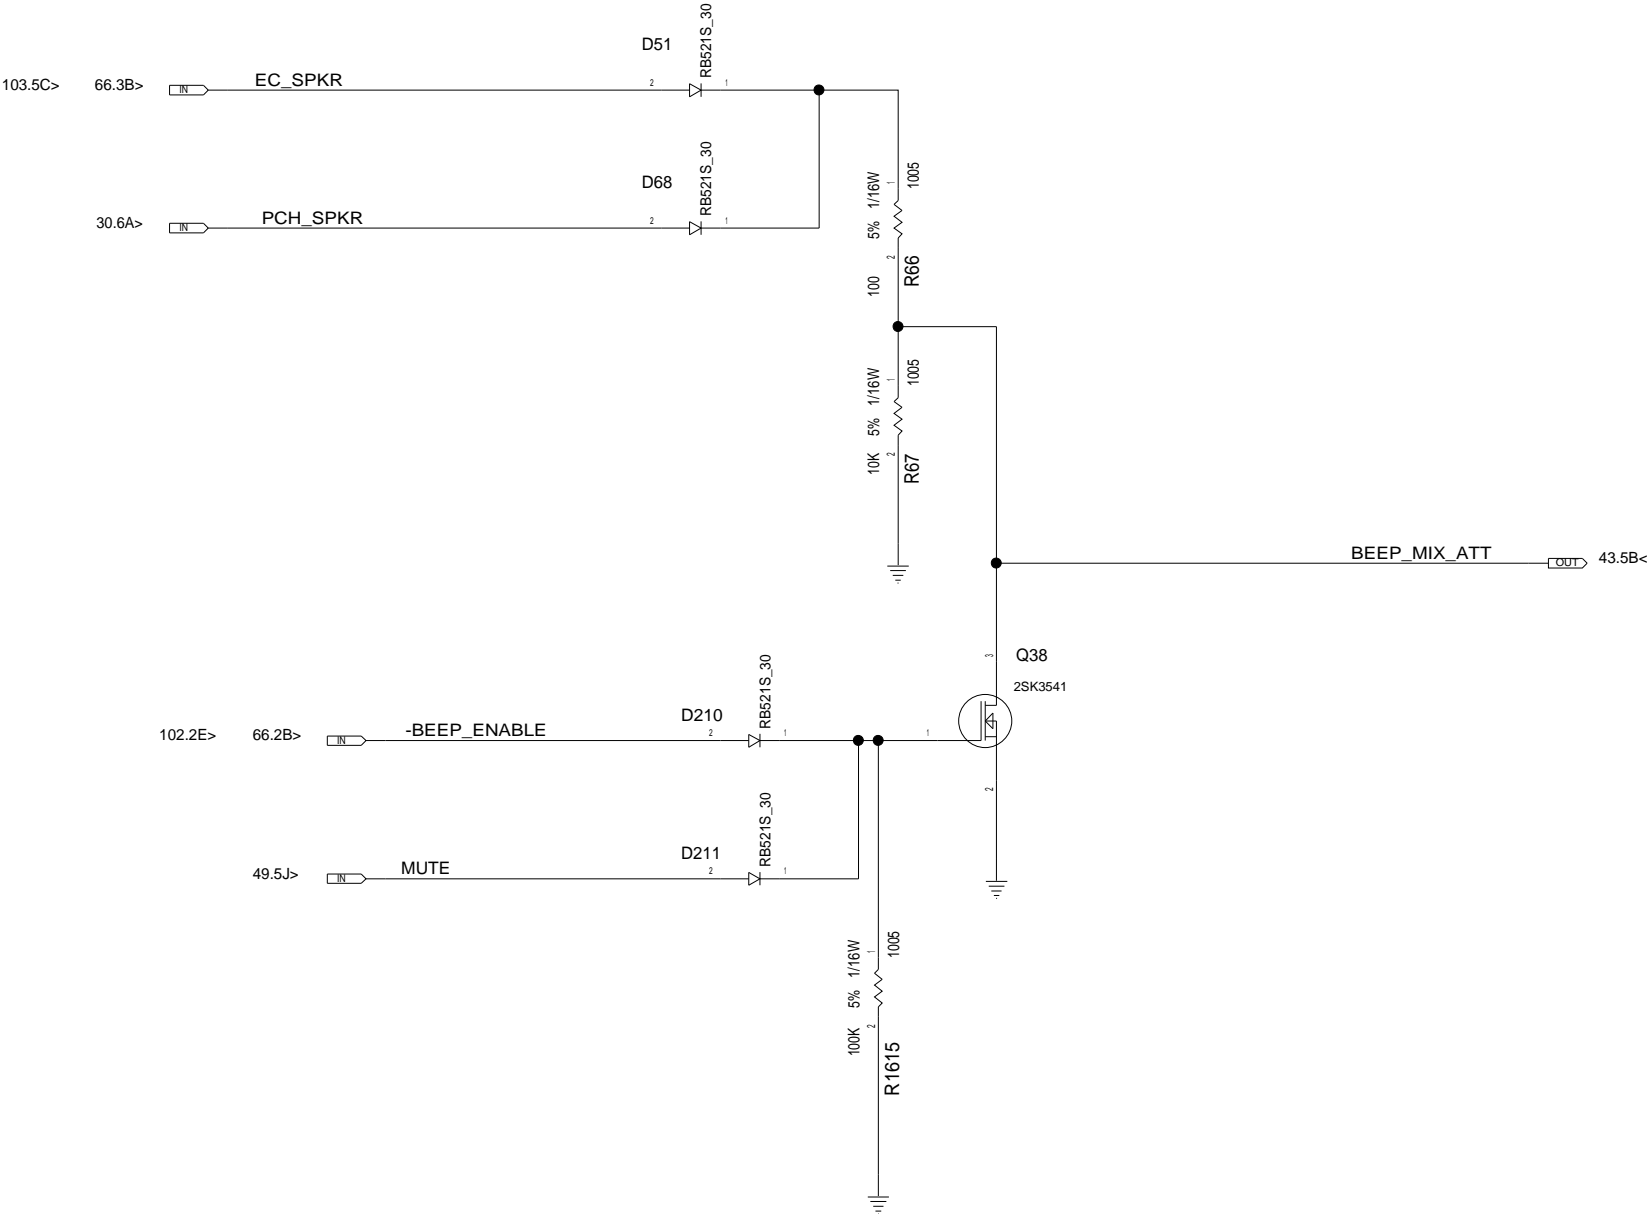 D51
RB521S_30
103.5C>
66.3B>
IN
EC_SPKR
2
1
D68
RB521S_30
30.6A>
IN
PCH_SPKR
2
1
1
1005
5% 1/16W
2
100
R66
1
1005
5% 1/16W
2
10K
R67
BEEP_MIX_ATT
OUT
43.5B<
3
Q38
2SK3541
D210
RB521S_30
102.2E>
66.2B>
IN
-BEEP_ENABLE
2
1
1
2
D211
RB521S_30
49.5J>
IN
MUTE
2
1
1
1005
5% 1/16W
2
100K
R1615